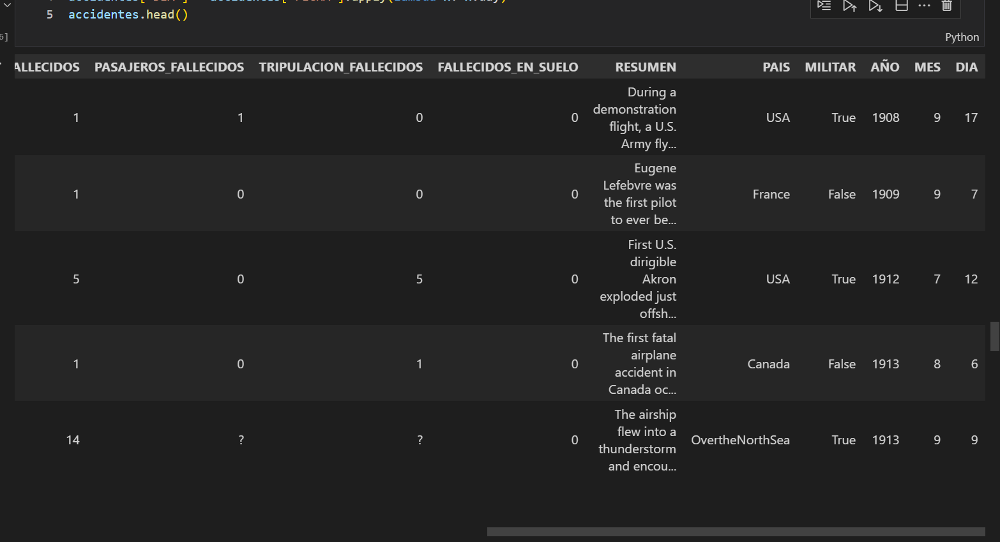 5 accidentes.head()
Python
ALLECIDOS PASAJEROS_FALLECIDOS TRIPULACION_FALLECIDOS FALLECIDOS_EN_SUELO RESUMEN PAIS MILITAR AÑO MES DIA
During a
demonstration
1 1 0 0 flight, a U.S. USA True 1908 9 17
Army fly...
Eugene
Lefebvre was
1 0 0 0 the first pilot France False 1909 9 7
to ever be...
First U.S.
dirigible
5 0 5 0 Akron USA True 1912 7 12
exploded just
offsh...
The first fatal
airplane
1 0 1 0 accident in Canada False 1913 8 6
Canada oc...
The airship
flew into a
14 ? ? 0 thunderstorm OvertheNorthSea True 1913 9 9
and encou...